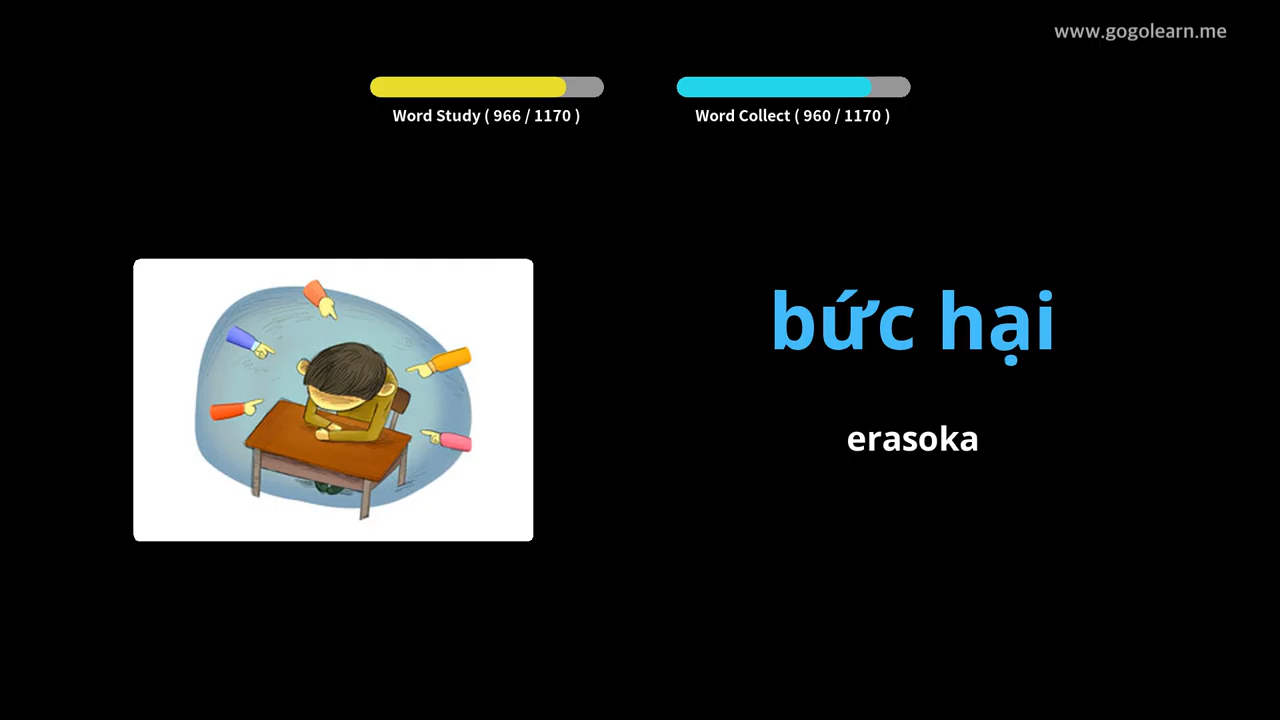 www.gogolearn.me
Word Study ( 966 / 1170 )
Word Collect ( 960 / 1170 )
bức hại
erasoka